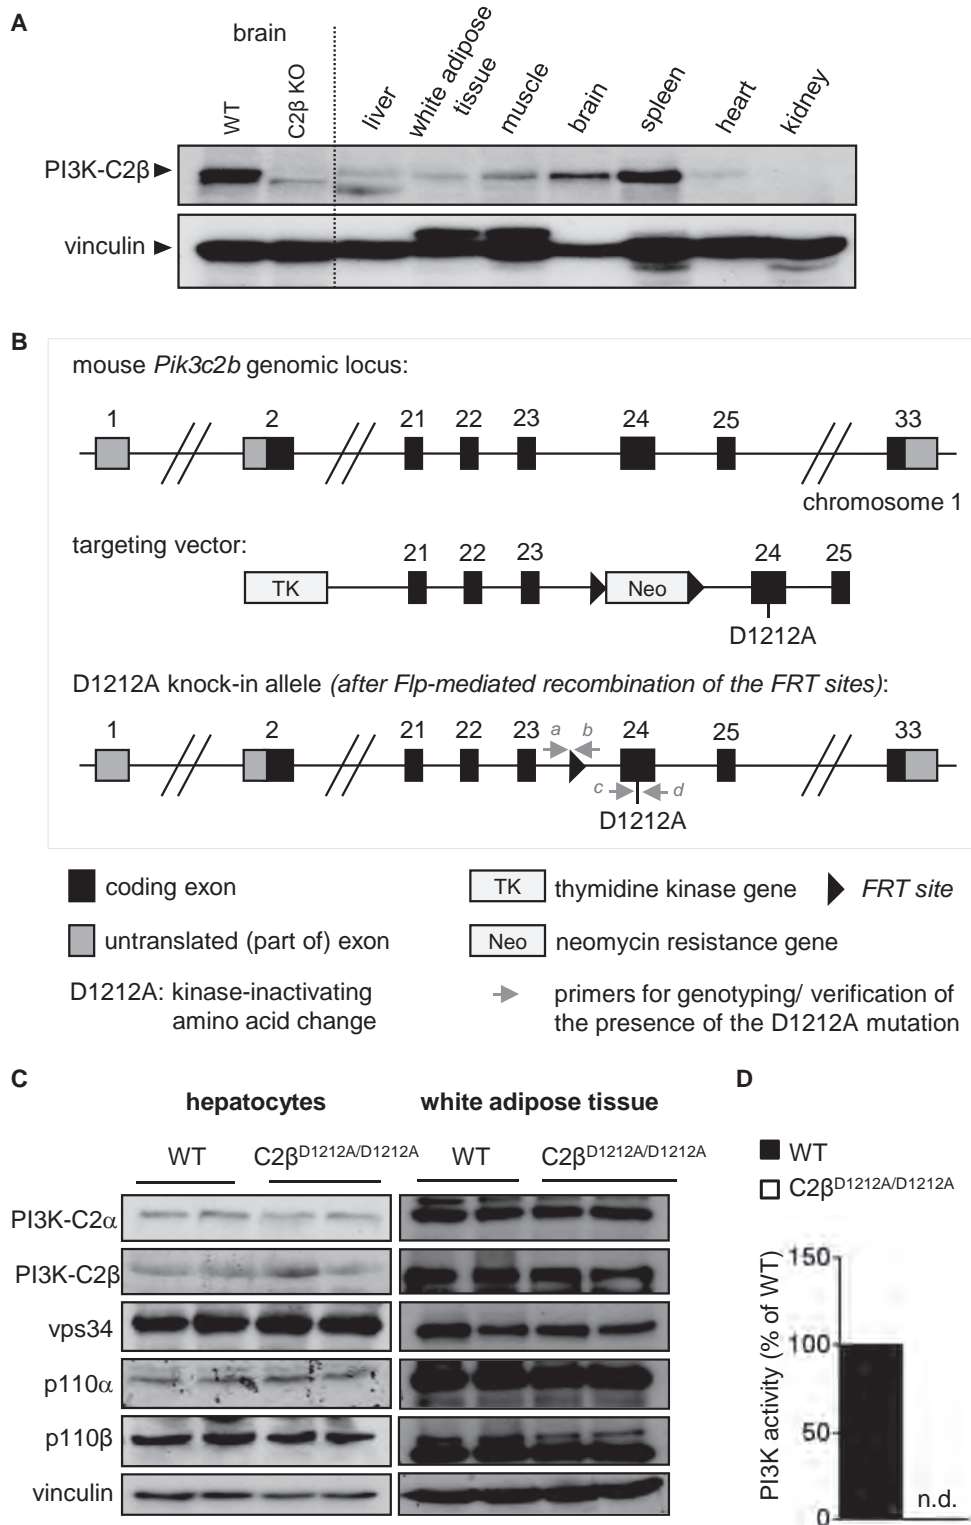 A
brain
WT
C2β KO
liver
white adipose
tissue
muscle
brain
spleen
heart
kidney
PI3K-C2β
vinculin
B
mouse Pik3c2b genomic locus:
1 2 21 22 23 24 25 33
chromosome 1
targeting vector:
21 22 23 24 25
TK Neo
D1212A
D1212A knock-in allele (after Flp-mediated recombination of the FRT sites):
1 2 21 22 23 a b 24 25 33
c d
D1212A
coding exon
TK thymidine kinase gene
FRT site
untranslated (part of) exon
Neo neomycin resistance gene
D1212A: kinase-inactivating
amino acid change
primers for genotyping/ verification of
the presence of the D1212A mutation
C
hepatocytes white adipose tissue
WT C2βD1212A/D1212A WT C2βD1212A/D1212A
PI3K-C2α
PI3K-C2β
vps34
p110α
p110β
vinculin
D
WT
C2βD1212A/D1212A
PI3K activity (% of WT)
150
100
50
0
n.d.